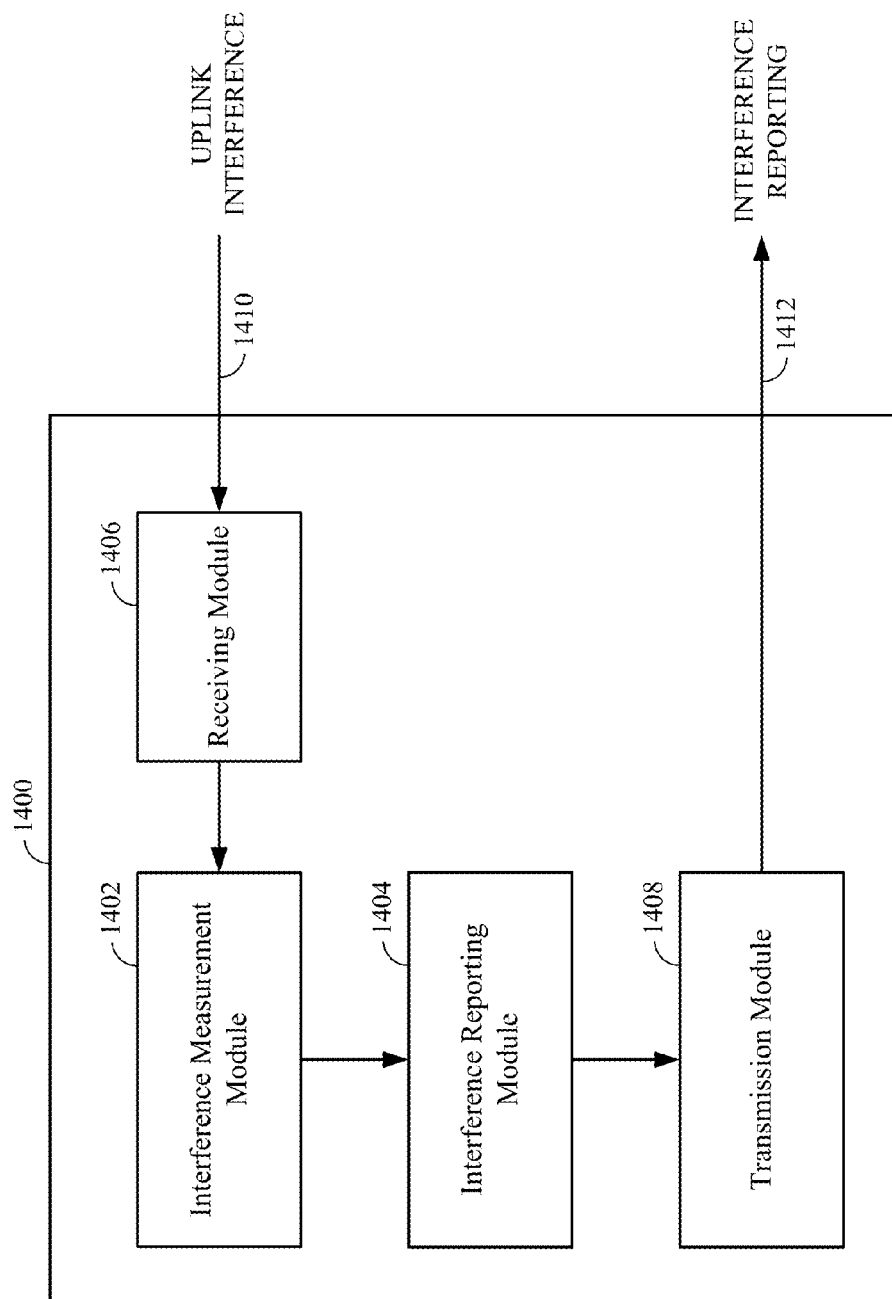 1400
1402
Interference Measurement
Module
1406
Receiving Module
1410
UPLINK
INTERFERENCE
1404
Interference Reporting
Module
1408
Transmission Module
1412
INTERFERENCE
REPORTING